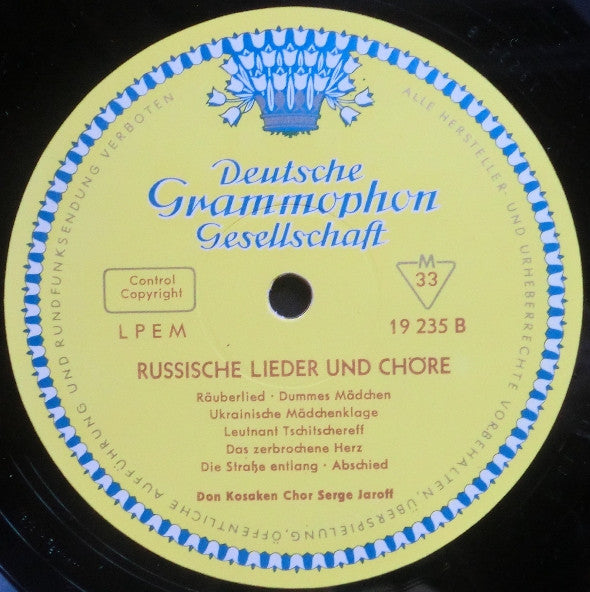 Deutsche
Grammophon
Gesellschaft
Control
Copyright
M
33
LPEM
19 235 B
RUSSISCHE LIEDER UND CHÖRE
Räuberlied · Dummes Mädchen
Ukrainische Mädchenklage
Leutnant Tschitschereff
Das zerbrochene Herz
Die Straße entlang · Abschied
Don Kosaken Chor Serge Jaroff
ALLE HERSTELLER- UND URHEBERRECHTE VORBEHALTEN, ÜBERSPIELUNG, ÖFFENTLICHE AUFFÜHRUNG UND RUNDFUNKSENDUNG VERBOTEN